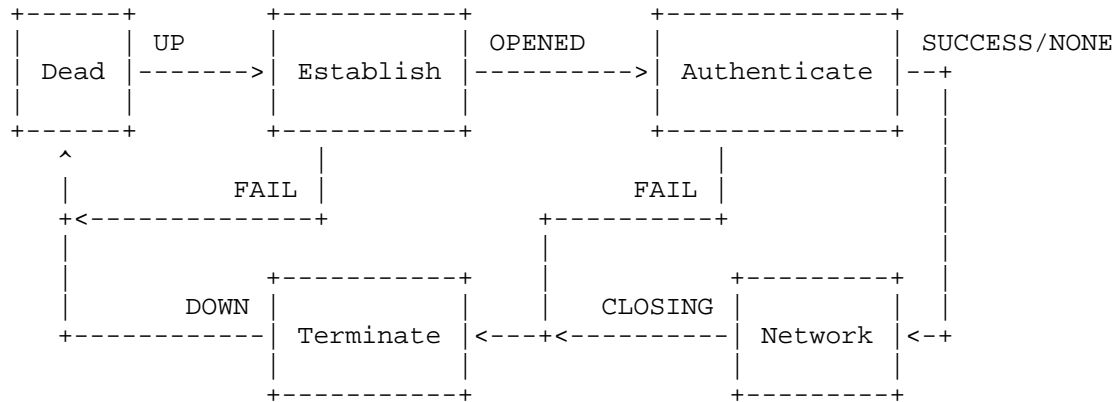 UP OPENED SUCCESS/NONE
Dead Establish Authenticate
FAIL FAIL
DOWN CLOSING
Terminate Network